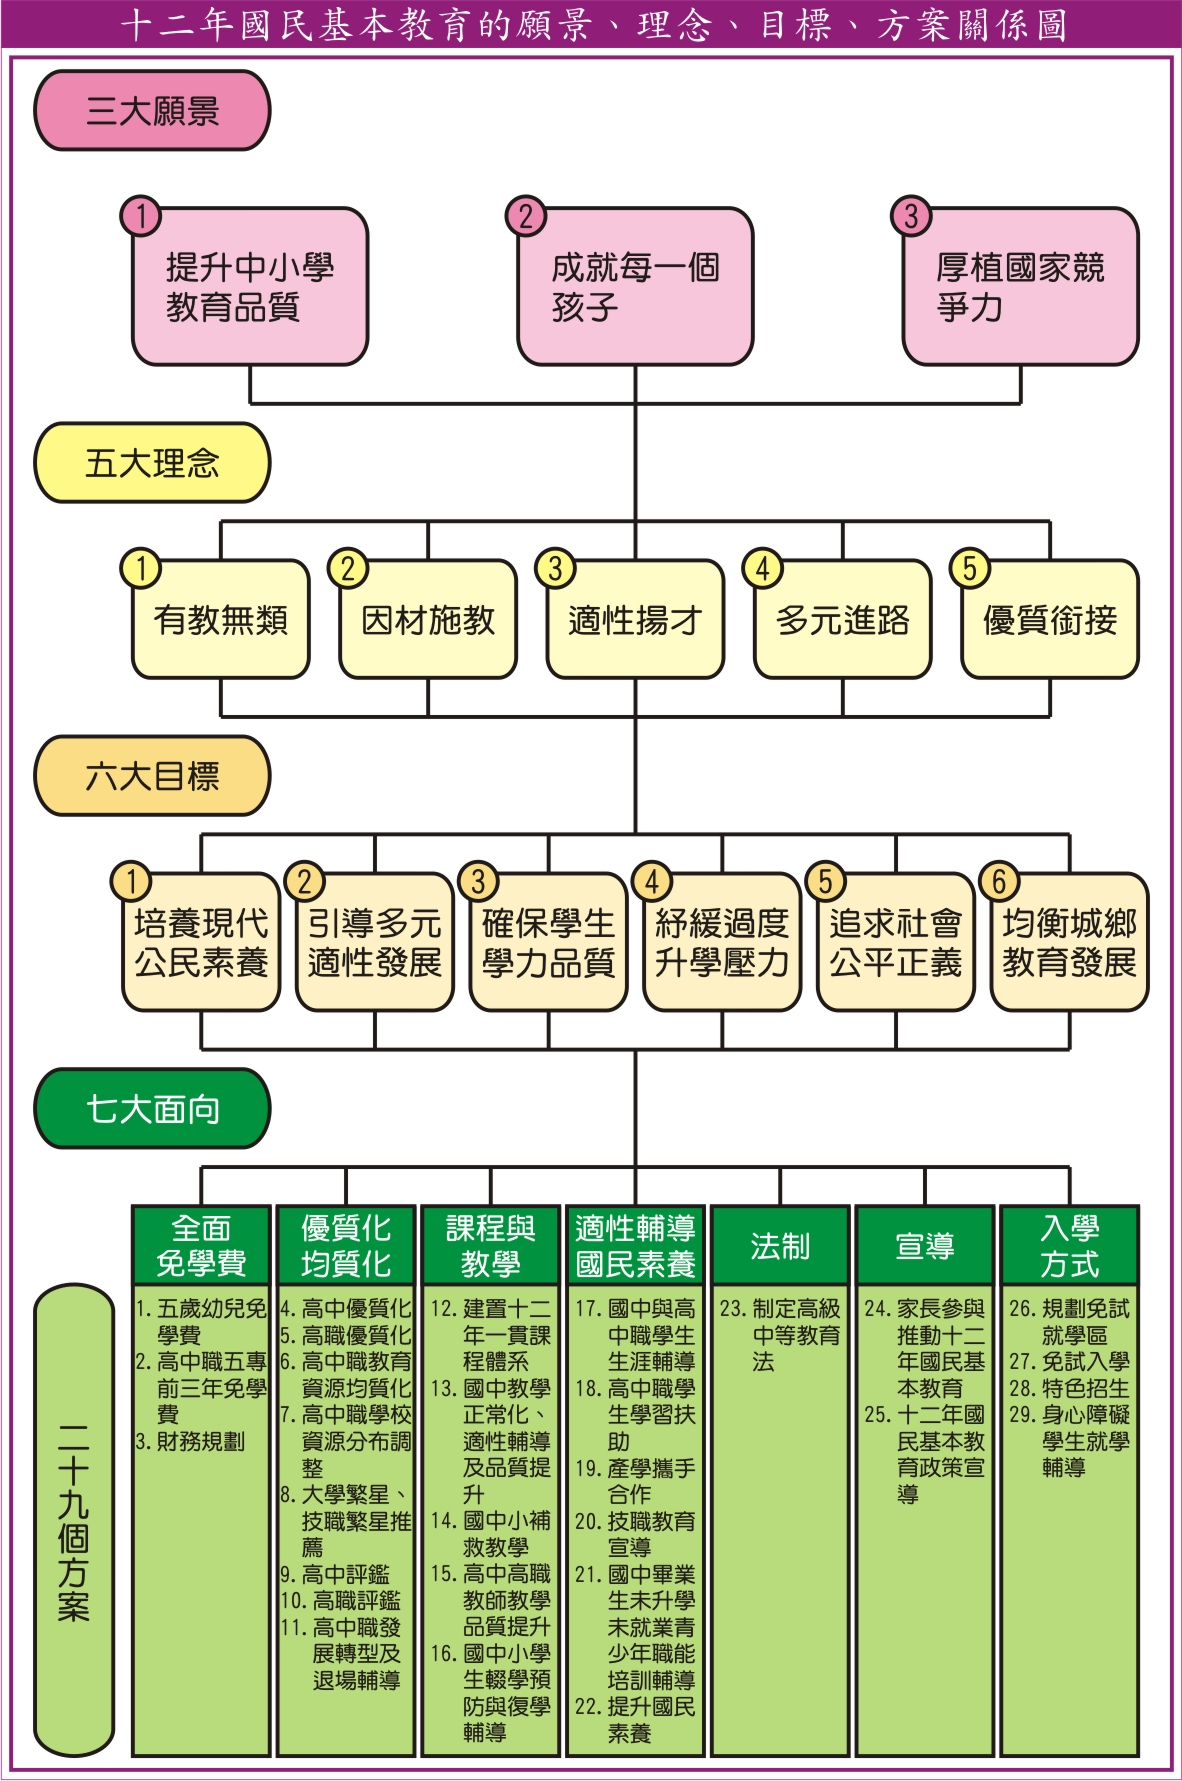 十二年國民基本教育的願景、理念、目標、方案關係圖
三大願景
1
提升中小學
教育品質
2
成就每一個
孩子
3
厚植國家競
爭力
五大理念
1
有教無類
2
因材施教
3
適性揚才
4
多元進路
5
優質銜接
六大目標
1
培養現代
公民素養
2
引導多元
適性發展
3
確保學生
學力品質
4
紓緩過度
升學壓力
5
追求社會
公平正義
6
均衡城鄉
教育發展
七大面向
二十九個方案
全面
免學費
1. 五歲幼兒免
學費
2. 高中職五專
前三年免學
費
3. 財務規劃
優質化
均質化
4. 高中優質化
5. 高職優質化
6. 高中職教育
資源均質化
7. 高中職學校
資源分布調
整
8. 大學繁星、
技職繁星推
薦
9. 高中評鑑
10. 高職評鑑
11. 高中職發
展轉型及
退場輔導
課程與
教學
12. 建置十二
年一貫課
程體系
13. 國中教學
正常化、
適性輔導
及品質提
升
14. 國中小補
救教學
15. 高中高職
教師教學
品質提升
16. 國中小學
生輟學預
防與復學
輔導
適性輔導
國民素養
17. 國中與高
中職學生
生涯輔導
18. 高中職學
生學習扶
助
19. 產學攜手
合作
20. 技職教育
宣導
21. 國中畢業
生未升學
未就業青
少年職能
培訓輔導
22. 提升國民
素養
法制
23. 制定高級
中等教育
法
宣導
24. 家長參與
推動十二
年國民基
本教育
25. 十二年國
民基本教
育政策宣
導
入學
方式
26. 規劃免試
就學區
27. 免試入學
28. 特色招生
29. 身心障礙
學生就學
輔導